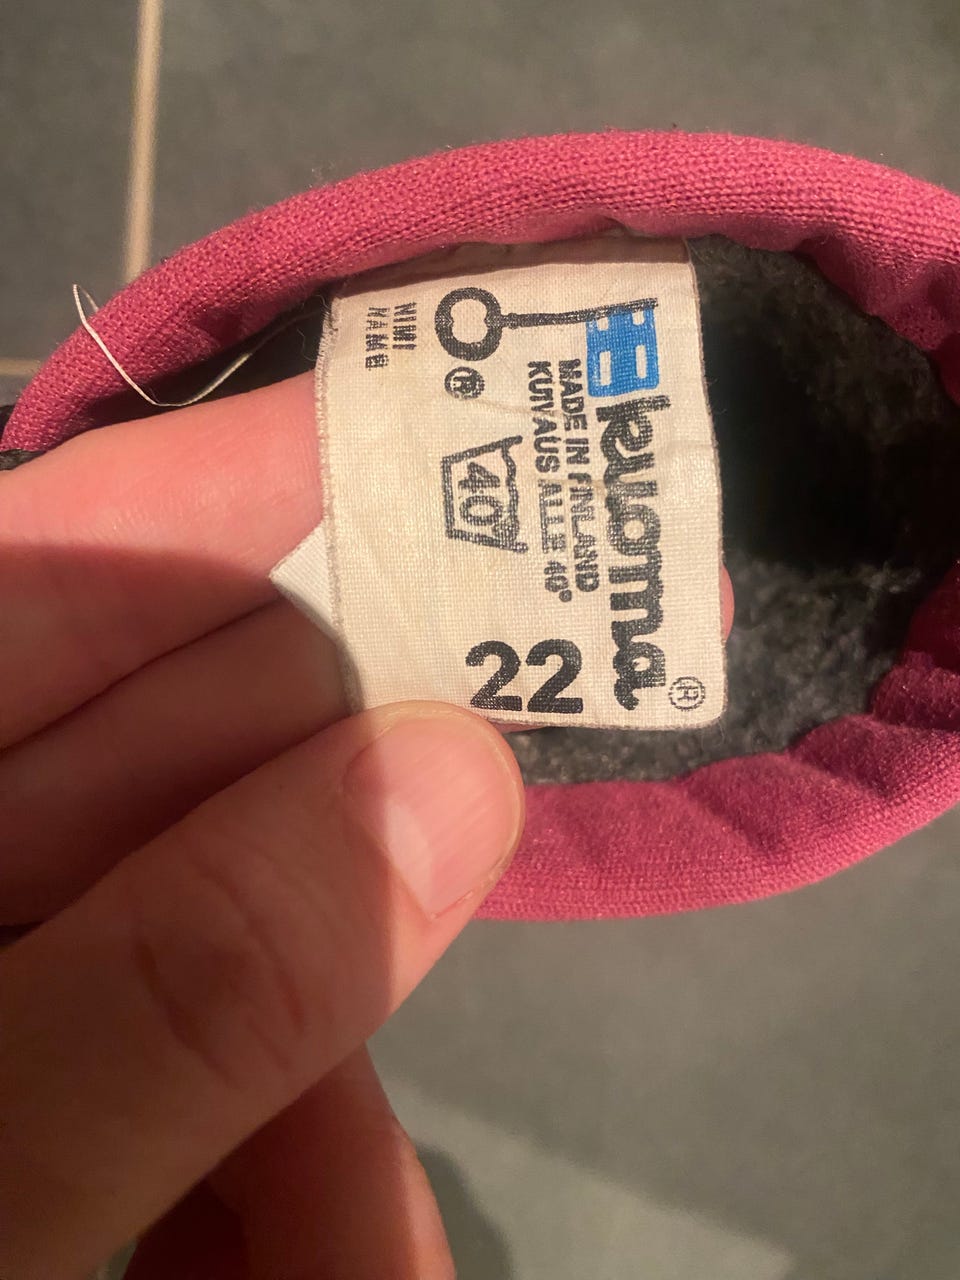 kuoma®
MADE IN FINLAND
KUIVAUS ALLE 40°
®
40°
22
NIMI
NAME